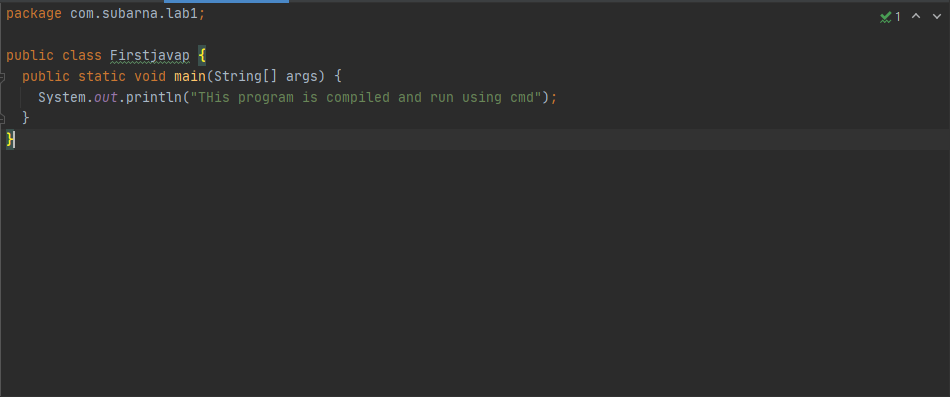 package com.subarna.lab1;
1
public class Firstjavap {
public static void main(String[] args) {
System.out.println("THis program is compiled and run using cmd");
}
}